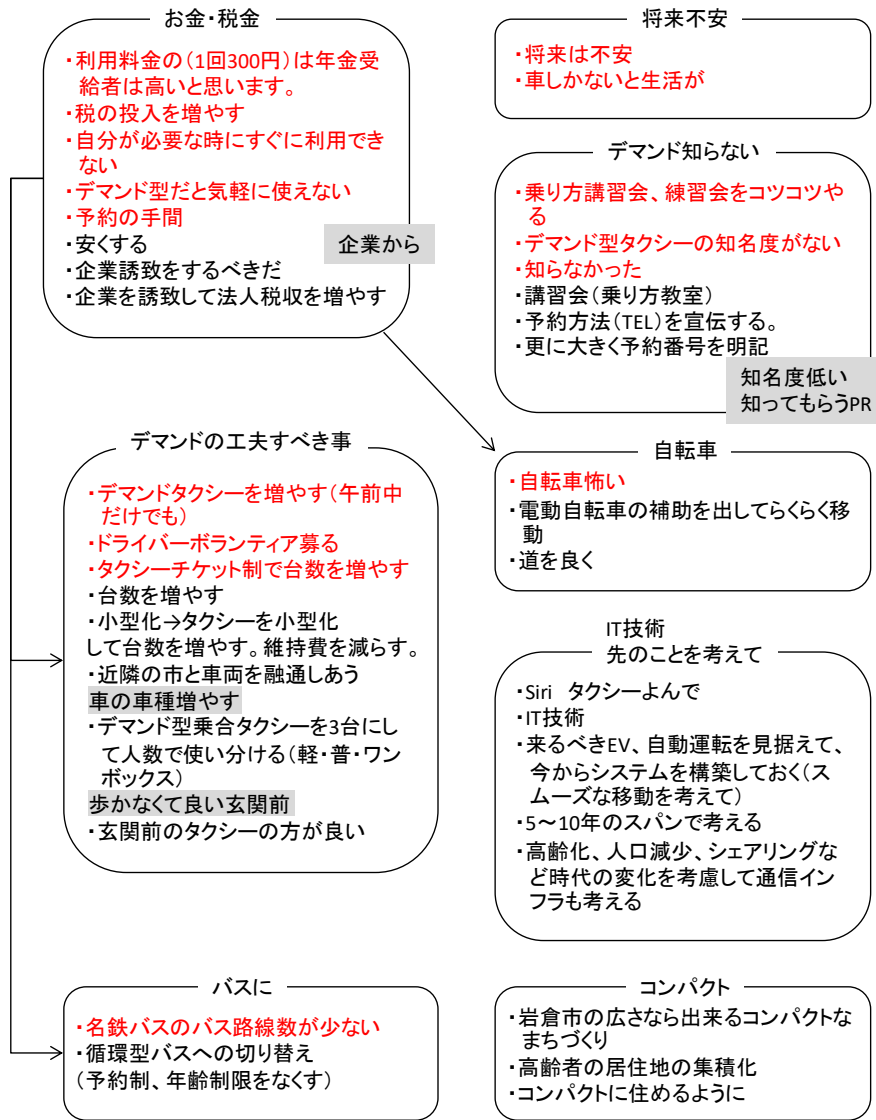 お金・税金
・利用料金の(1回300円)は年金受
給者は高いと思います。
・税の投入を増やす
・自分が必要な時にすぐに利用でき
ない
・デマンド型だと気軽に使えない
・予約の手間
・安くする
・企業誘致をするべきだ
・企業を誘致して法人税収を増やす
企業から
デマンドの工夫すべき事
・デマンドタクシーを増やす(午前中
だけでも)
・ドライバーボランティア募る
・タクシーチケット制で台数を増やす
・台数を増やす
・小型化→タクシーを小型化
して台数を増やす。維持費を減らす。
・近隣の市と車両を融通しあう
車の車種増やす
・デマンド型乗合タクシーを3台にし
て人数で使い分ける(軽・普・ワン
ボックス)
歩かなくて良い玄関前
・玄関前のタクシーの方が良い
バスに
・名鉄バスのバス路線数が少ない
・循環型バスへの切り替え
(予約制、年齢制限をなくす)
将来不安
・将来は不安
・車しかないと生活が
デマンド知らない
・乗り方講習会、練習会をコツコツや
る
・デマンド型タクシーの知名度がない
・知らなかった
・講習会(乗り方教室)
・予約方法(TEL)を宣伝する。
・更に大きく予約番号を明記
知名度低い
知ってもらうPR
自転車
・自転車怖い
・電動自転車の補助を出してらくらく移
動
・道を良く
IT技術
先のことを考えて
・Siri タクシーよんで
・IT技術
・来るべきEV、自動運転を見据えて、
今からシステムを構築しておく(ス
ムーズな移動を考えて)
・5～10年のスパンで考える
・高齢化、人口減少、シェアリングな
ど時代の変化を考慮して通信イン
フラも考える
コンパクト
・岩倉市の広さなら出来るコンパクトな
まちづくり
・高齢者の居住地の集積化
・コンパクトに住めるように